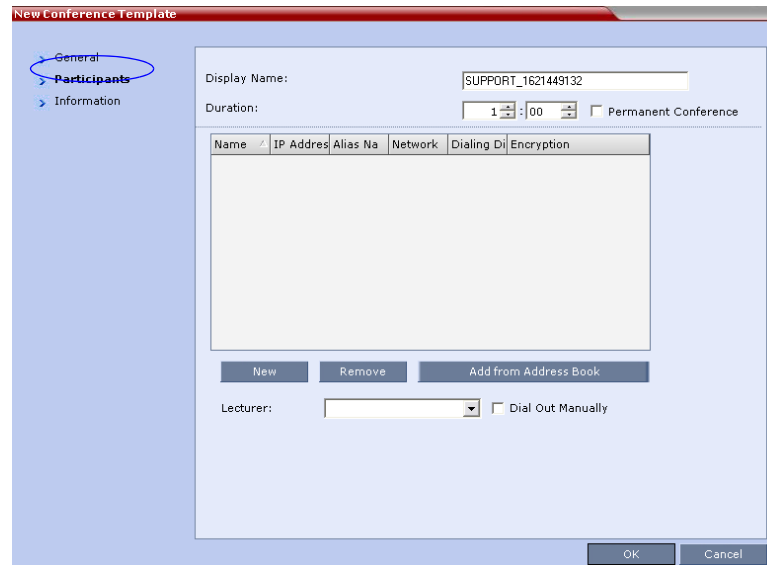 New Conference Template
General
Participants
Information
Display Name: SUPPORT_1621449132
Duration: 1 : 00 Permanent Conference
Name IP Addres Alias Na Network Dialing Di Encryption
New Remove Add from Address Book
Lecturer: Dial Out Manually
OK Cancel